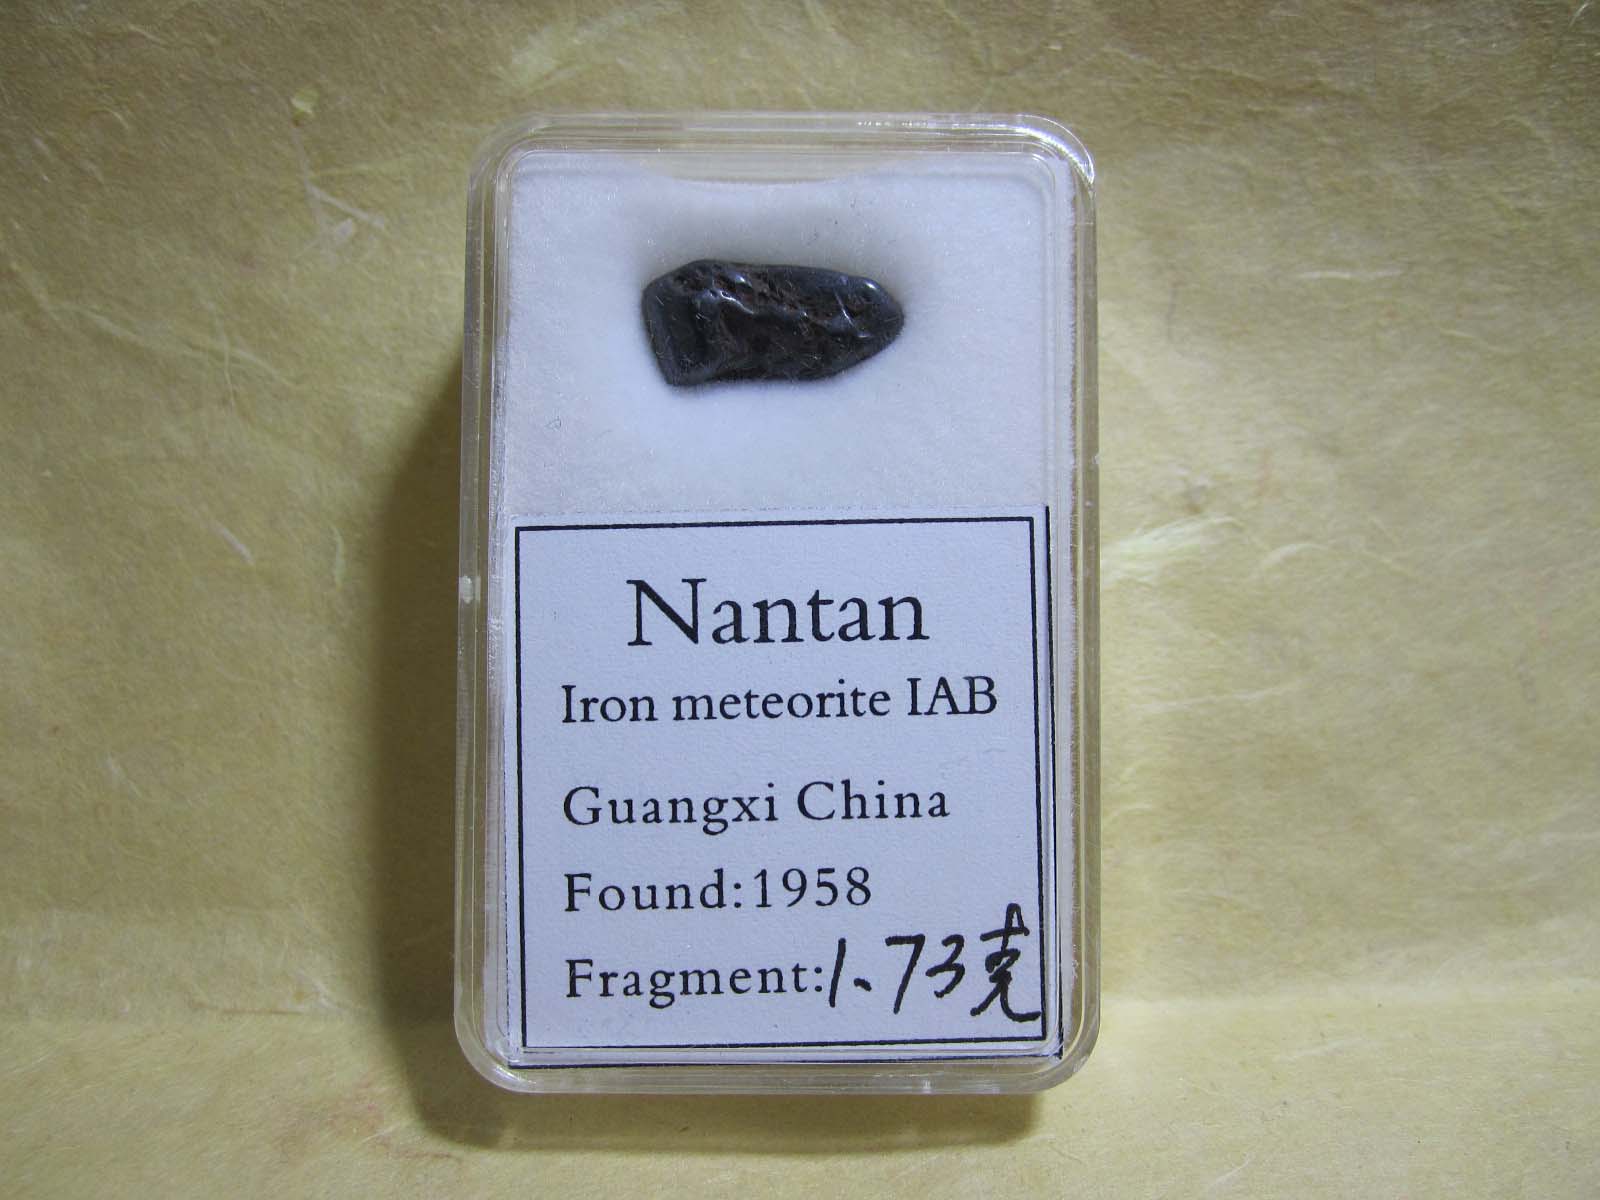 Nantan
Iron meteorite IAB
Guangxi China
Found:1958
Fragment:1.73克